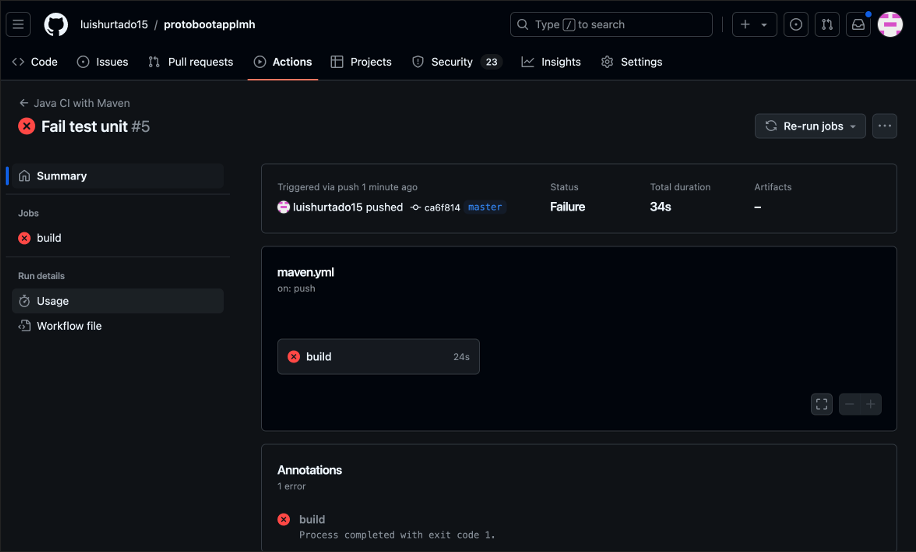 luishurtado15 / protobootapplmh
Type / to search
Code Issues Pull requests Actions Projects Security 23 Insights Settings
Java CI with Maven
Fail test unit #5
Re-run jobs
Summary
Jobs
build
Run details
Usage
Workflow file
Triggered via push 1 minute ago
luishurtado15 pushed ca6f814 master
Status
Failure
Total duration
34s
Artifacts
–
maven.yml
on: push
build 24s
Annotations
1 error
build
Process completed with exit code 1.